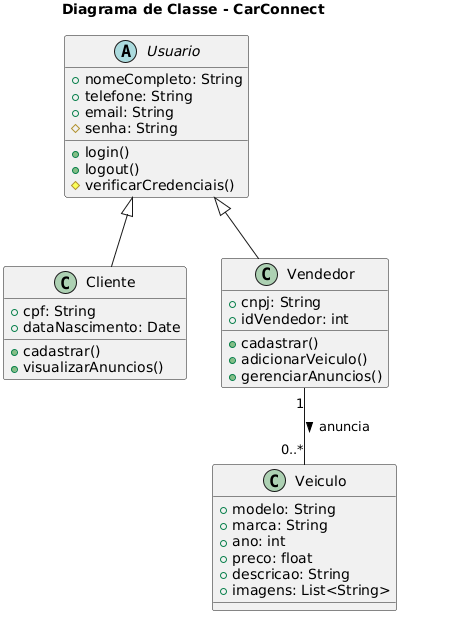 Diagrama de Classe - CarConnect
A Usuario
nomeCompleto: String
telefone: String
email: String
senha: String
login()
logout()
verificarCredenciais()
C Cliente
cpf: String
dataNascimento: Date
cadastrar()
visualizarAnuncios()
C Vendedor
cnpj: String
idVendedor: int
cadastrar()
adicionarVeiculo()
gerenciarAnuncios()
1
anuncia
0..*
C Veiculo
modelo: String
marca: String
ano: int
preco: float
descricao: String
imagens: List<String>